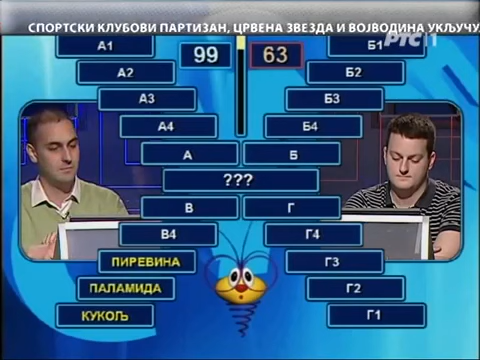 СПОРТСКИ КЛУБОВИ ПАРТИЗАН, ЦРВЕНА ЗВЕЗДА И ВОЈВОДИНА УКЉУЧУ
РТС 1
А1 99 63 Б1
А2 Б2
А3 Б3
А4 Б4
А Б
???
В Г
В4 Г4
ПИРЕВИНА Г3
ПАЛАМИДА Г2
КУКОЉ Г1